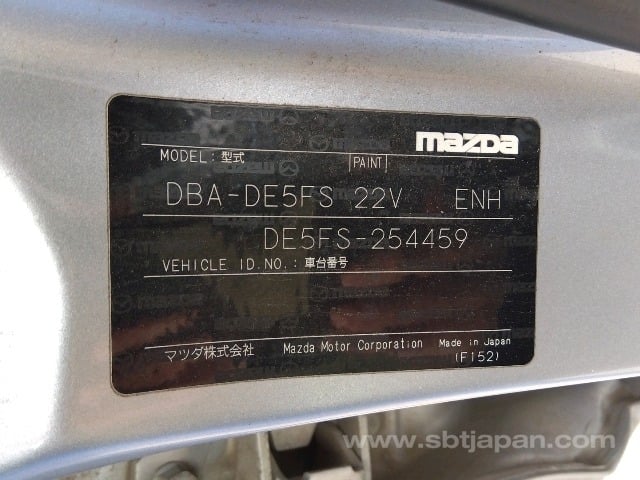 mazda
MODEL: 型式 PAINT
DBA-DE5FS 22V ENH
DE5FS-254459
VEHICLE ID.NO.: 車台番号
マツダ株式会社 Mazda Motor Corporation Made in Japan
(F152)
www.sbtjapan.com